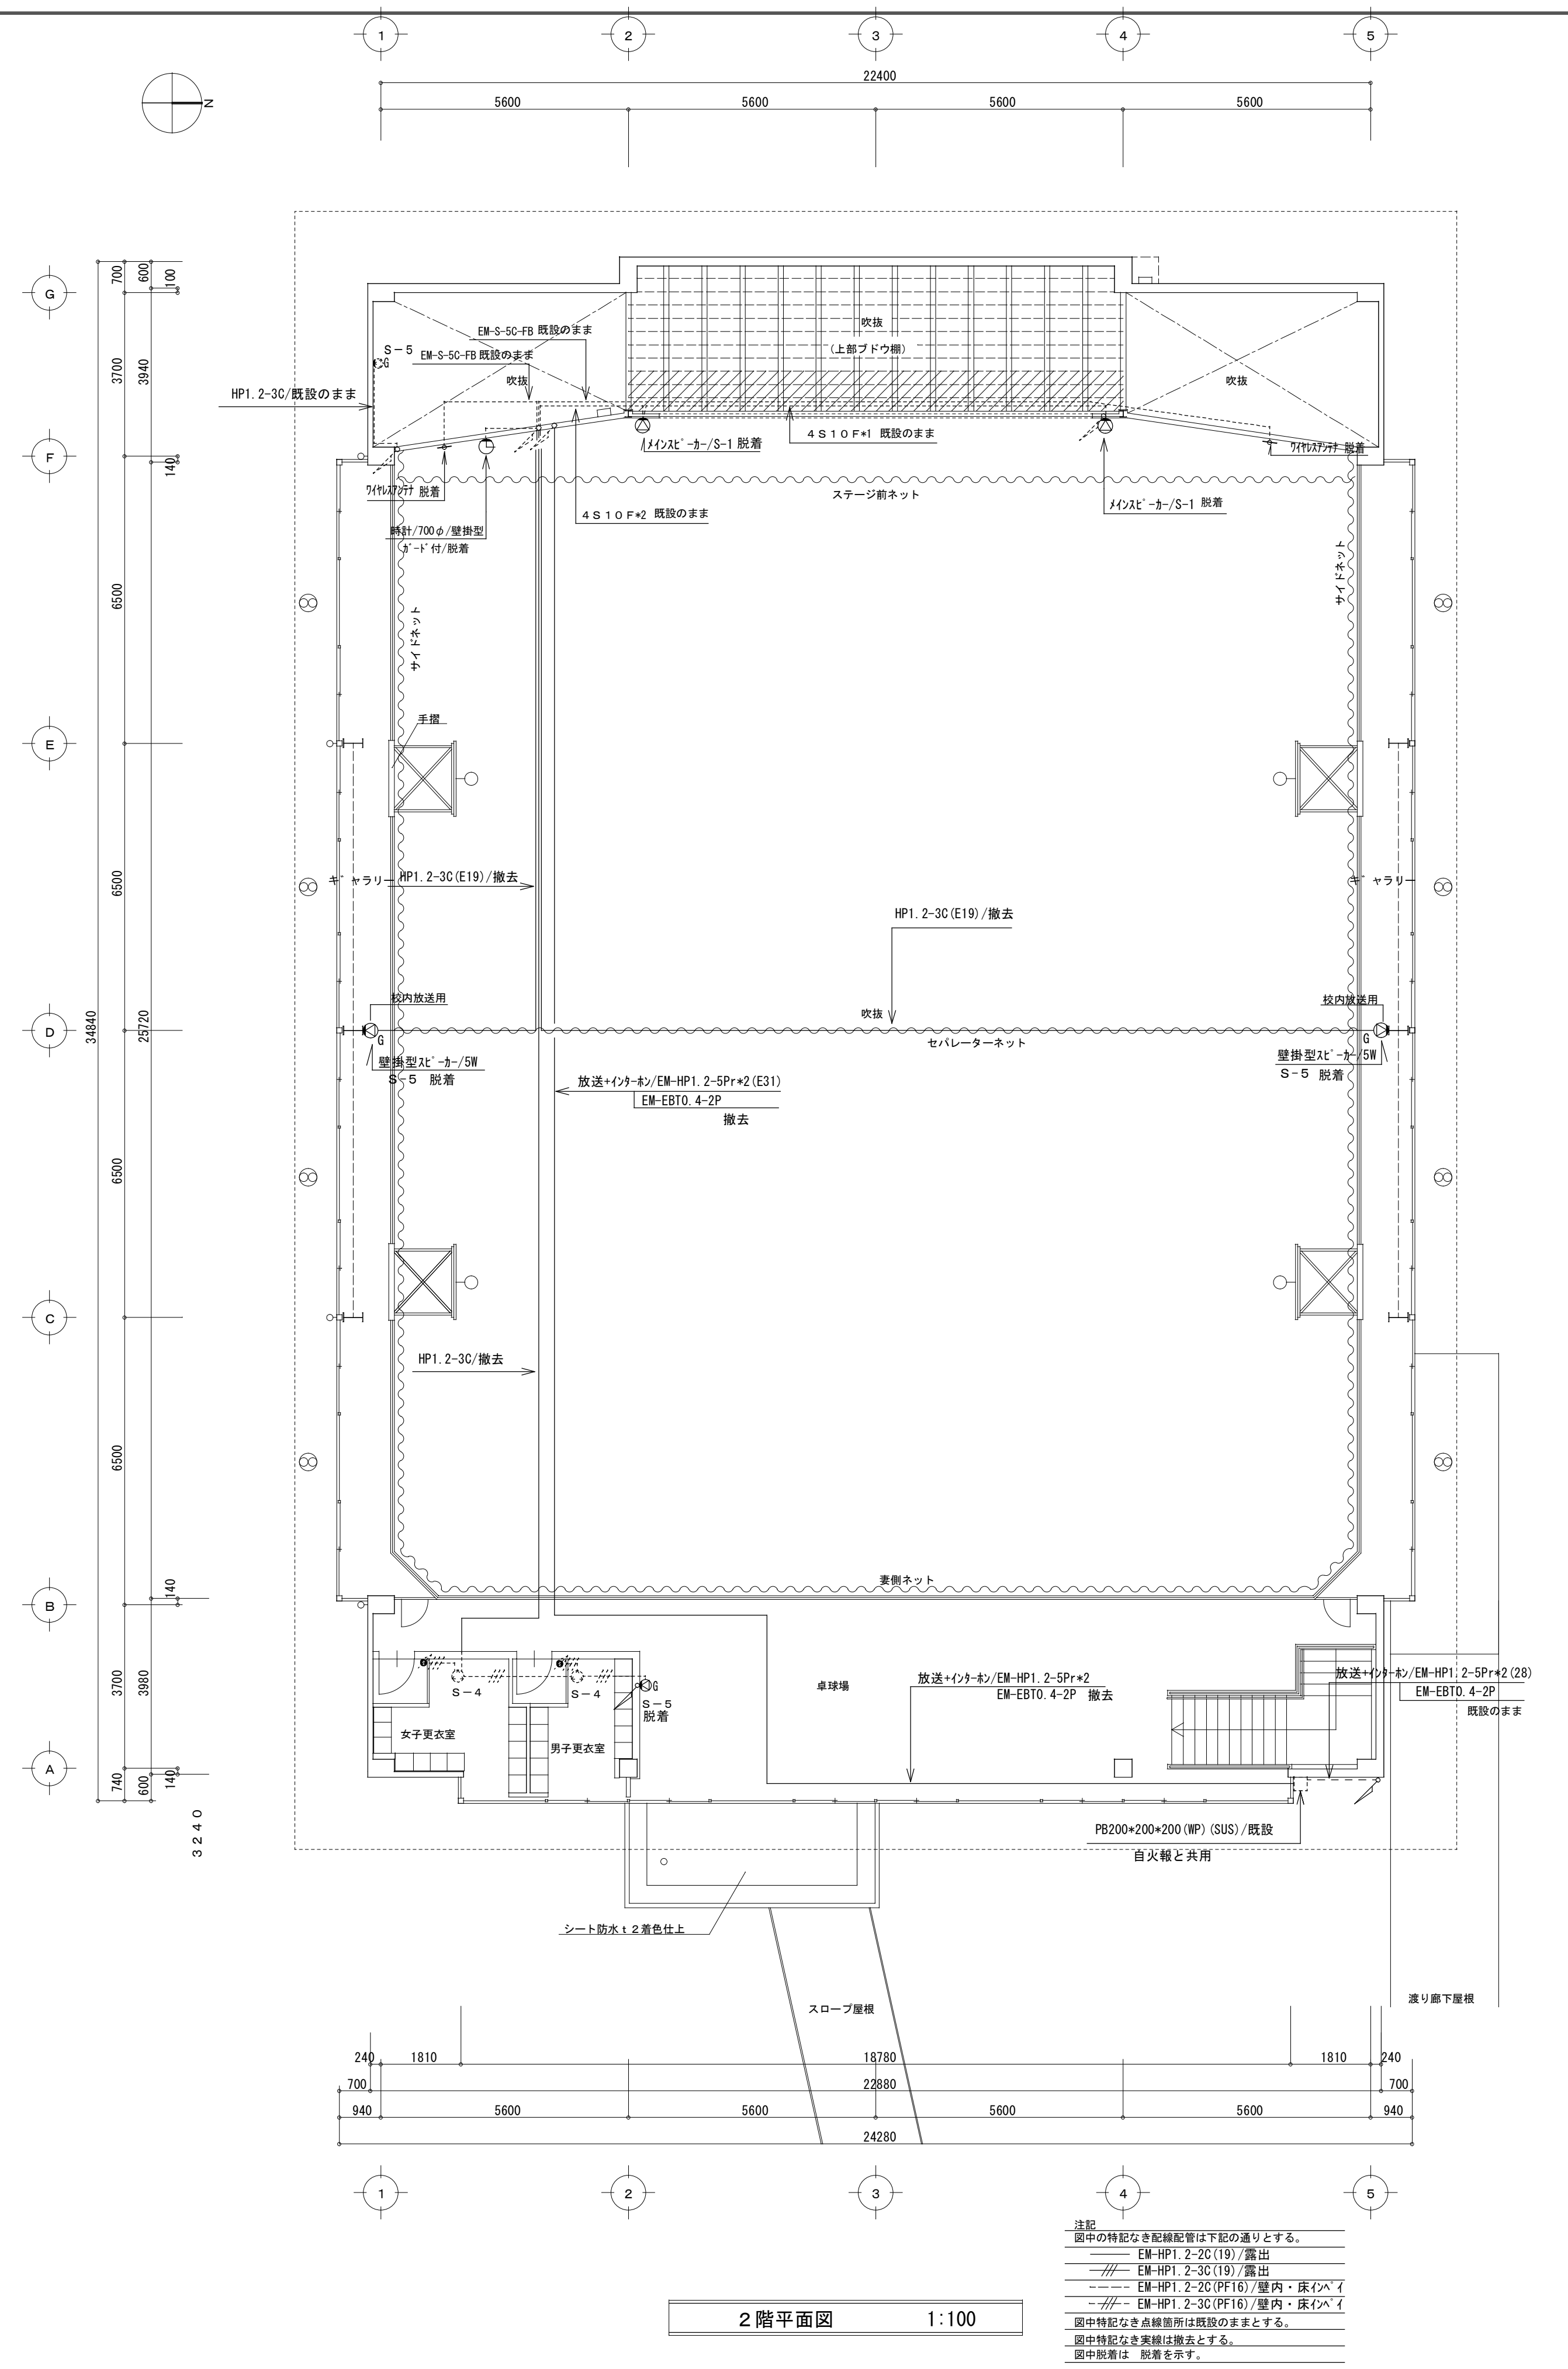 1 2 3 4 5
22400
5600 5600 5600 5600
N
G
F
E
D
C
B
A
700 600 100
3700 3940
140
6500
6500
34840 25720
6500
6500
140
3700 3980
740 600 140
3240
吹抜
(上部ブドウ棚)
EM-S-5C-FB 既設のまま
S-5
G
EM-S-5C-FB 既設のまま
吹抜
吹抜
HP1.2-3C/既設のまま
メインスピーカー/S-1 脱着
4S10F*1 既設のまま
ワイヤレスアンテナ 脱着
ワイヤレスアンテナ 脱着
ステージ前ネット
メインスピーカー/S-1 脱着
4S10F*2 既設のまま
時計/700φ/壁掛型
ガード付/脱着
サイドネット
サイドネット
手摺
ギャラリー
HP1.2-3C(E19)/撤去
ギャラリー
HP1.2-3C(E19)/撤去
校内放送用
校内放送用
吹抜
G
G
セパレーターネット
壁掛型スピーカー/5W
S-5 脱着
壁掛型スピーカー/5W
S-5 脱着
放送+インターホン/EM-HP1.2-5Pr*2(E31)
EM-EBT0.4-2P
撤去
HP1.2-3C/撤去
妻側ネット
S-4
S-4
G
S-5
脱着
卓球場
放送+インターホン/EM-HP1.2-5Pr*2
EM-EBT0.4-2P 撤去
放送+インターホン/EM-HP1.2-5Pr*2(28)
EM-EBT0.4-2P
既設のまま
女子更衣室
男子更衣室
PB200*200*200(WP)(SUS)/既設
自火報と共用
シート防水t2着色仕上
スロープ屋根
渡り廊下屋根
240 1810 18780 1810 240
700 22880 700
940 5600 5600 5600 5600 940
24280
1 2 3 4 5
注記
図中の特記なき配線配管は下記の通りとする。
EM-HP1.2-2C(19)/露出
EM-HP1.2-3C(19)/露出
EM-HP1.2-2C(PF16)/壁内・床インペイ
EM-HP1.2-3C(PF16)/壁内・床インペイ
図中特記なき点線箇所は既設のままとする。
図中特記なき実線は撤去とする。
図中脱着は 脱着を示す。
2階平面図 1:100